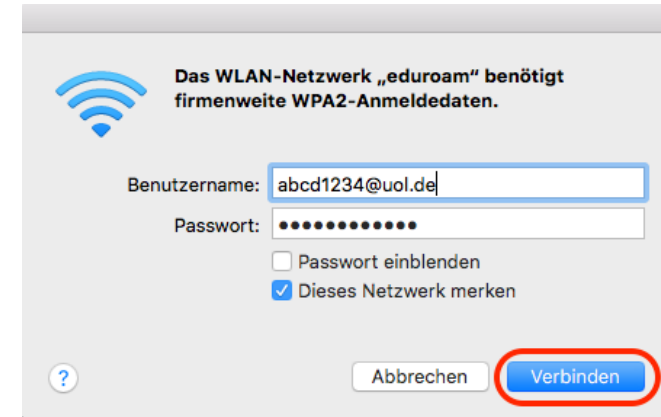 Das WLAN-Netzwerk „eduroam“ benötigt
firmenweite WPA2-Anmeldedaten.
Benutzername: abcd1234@uol.de
Passwort: ••••••••••••
Passwort einblenden
Dieses Netzwerk merken
? Abbrechen Verbinden